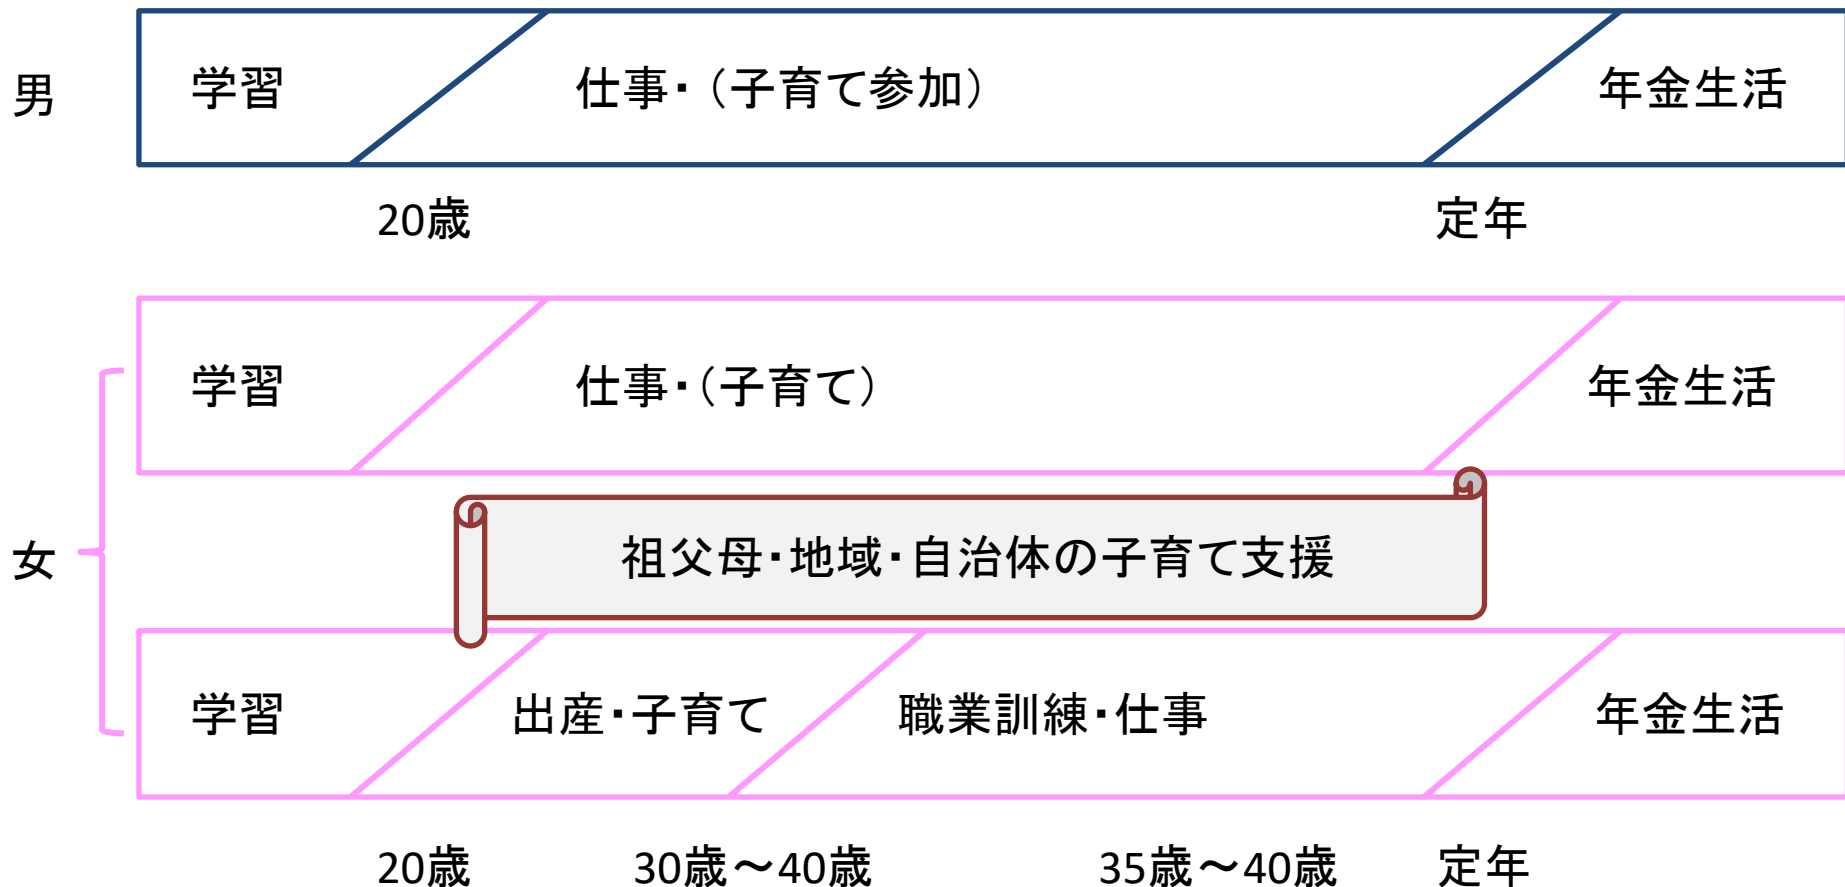 男
学習 仕事・（子育て参加） 年金生活
20歳 定年
学習 仕事・（子育て） 年金生活
女
祖父母・地域・自治体の子育て支援
学習 出産・子育て 職業訓練・仕事 年金生活
20歳 30歳～40歳 35歳～40歳 定年